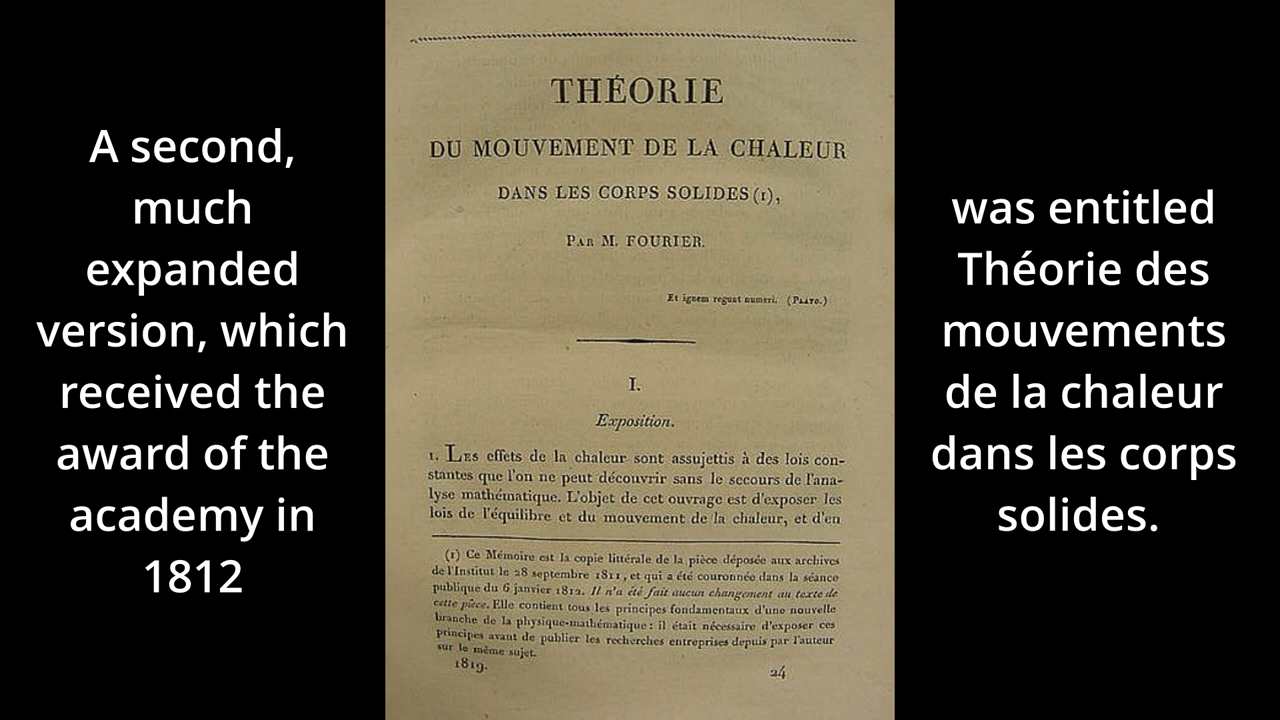 A second,
much
expanded
version, which
received the
award of the
academy in
1812
THÉORIE
DU MOUVEMENT DE LA CHALEUR
DANS LES CORPS SOLIDES (1),
PAR M. FOURIER.
Et ignem regunt numeri. (PLATO.)
I.
Exposition.
1. LES effets de la chaleur sont assujettis à des lois con-
stantes que l'on ne peut découvrir sans le secours de l'ana-
lyse mathématique. L'objet de cet ouvrage est d'exposer les
lois de l'équilibre et du mouvement de la chaleur, et d'en
(1) Ce Mémoire est la copie littérale de la pièce déposée aux archives
de l'Institut le 28 septembre 1811, et qui a été couronnée dans la séance
publique du 6 janvier 1812. Il n'a été fait aucun changement au texte de
cette pièce. Elle contient tous les principes fondamentaux d'une nouvelle
branche de la physique-mathématique : il était nécessaire d'exposer ces
principes avant de publier les recherches entreprises depuis par l'auteur
sur le même sujet.
1819. 24
was entitled
Théorie des
mouvements
de la chaleur
dans les corps
solides.